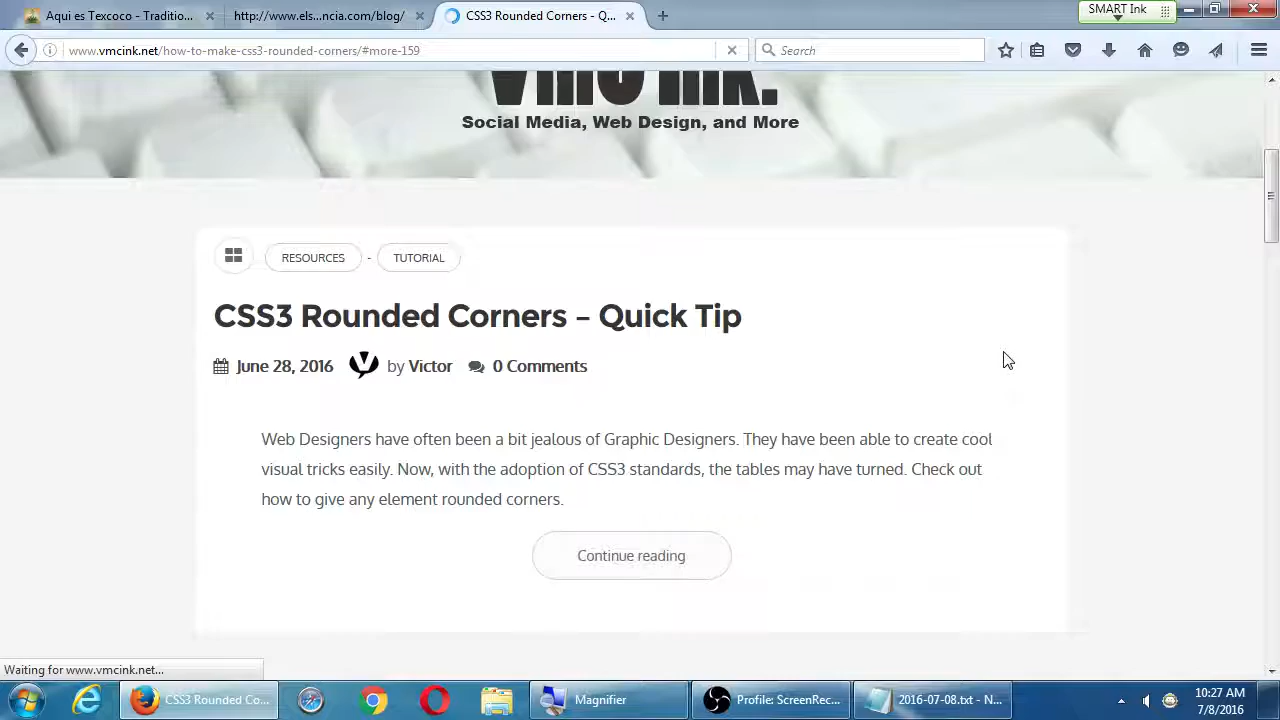 Aqui es Texcoco - Traditio...
http://www.els...ncia.com/blog/
CSS3 Rounded Corners - Q...
SMART Ink
www.vmcink.net/how-to-make-css3-rounded-corners/#more-159
Search
VMC INK.
Social Media, Web Design, and More
RESOURCES - TUTORIAL
CSS3 Rounded Corners – Quick Tip
June 28, 2016 by Victor 0 Comments
Web Designers have often been a bit jealous of Graphic Designers. They have been able to create cool
visual tricks easily. Now, with the adoption of CSS3 standards, the tables may have turned. Check out
how to give any element rounded corners.
Continue reading
Waiting for www.vmcink.net...
CSS3 Rounded Co...
Magnifier
Profile: ScreenRec...
2016-07-08.txt - N...
10:27 AM
7/8/2016